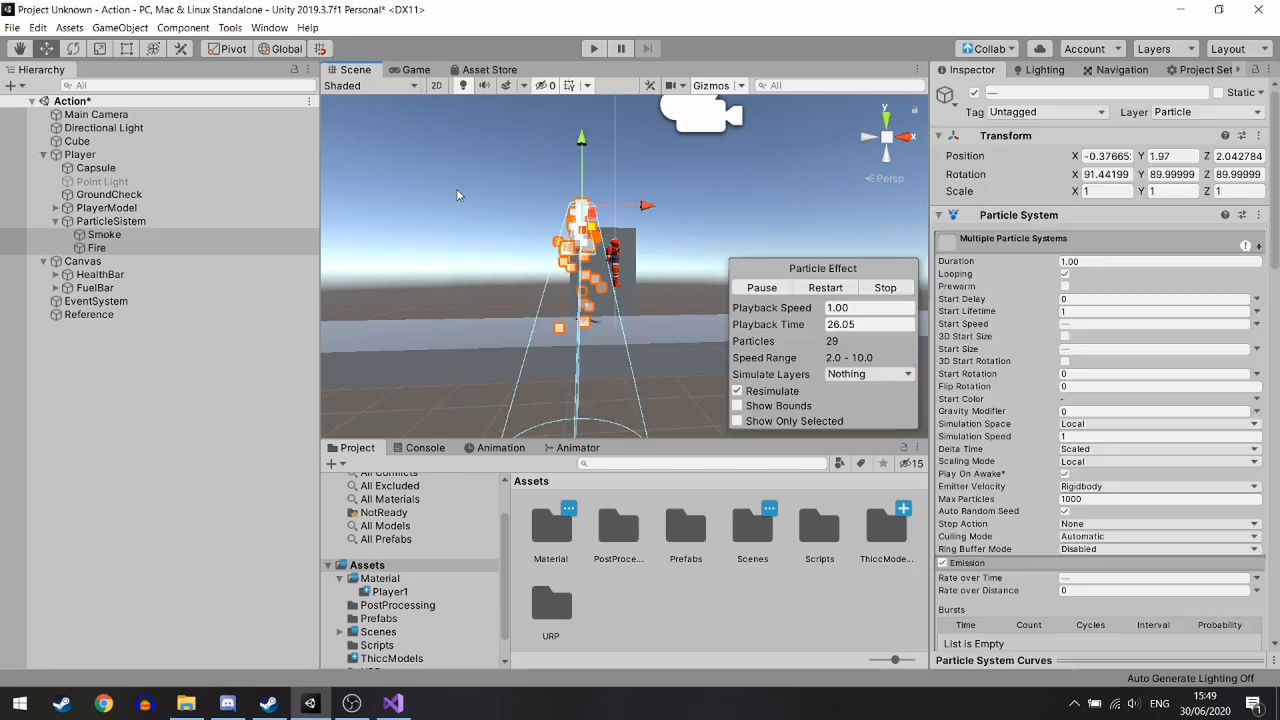 Project Unknown - Action - PC, Mac & Linux Standalone - Unity 2019.3.7f1 Personal* <DX11>
File Edit Assets GameObject Component Tools Window Help
Pivot Global Collab Account Layers Layout
Hierarchy
All
Action*
Main Camera
Directional Light
Cube
Player
Capsule
Point Light
GroundCheck
PlayerModel
ParticleSistem
Smoke
Fire
Canvas
HealthBar
FuelBar
EventSystem
Reference
Scene Game Asset Store
Shaded 2D 0 Gizmos All
y
x
Persp
Particle Effect
Pause Restart Stop
Playback Speed 1.00
Playback Time 26.05
Particles 29
Speed Range 2.0 - 10.0
Simulate Layers Nothing
Resimulate
Show Bounds
Show Only Selected
Project Console Animation Animator
15
All Conflicts
All Excluded
All Materials
NotReady
All Models
All Prefabs
Assets
Material
Player1
PostProcessing
Prefabs
Scenes
Scripts
ThiccModels
Assets
Material PostProce... Prefabs Scenes Scripts ThiccMode...
URP
Inspector Lighting Navigation Project Set
— Static
Tag Untagged Layer Particle
Transform
Position X -0.37665 Y 1.97 Z 2.042784
Rotation X 91.44199 Y 89.99999 Z 89.99999
Scale X 1 Y 1 Z 1
Particle System
Multiple Particle Systems
Duration 1.00
Looping
Prewarm
Start Delay 0
Start Lifetime 1
Start Speed —
3D Start Size
Start Size —
3D Start Rotation
Start Rotation 0
Flip Rotation 0
Start Color -
Gravity Modifier 0
Simulation Space Local
Simulation Speed 1
Delta Time Scaled
Scaling Mode Local
Play On Awake*
Emitter Velocity Rigidbody
Max Particles 1000
Auto Random Seed
Stop Action None
Culling Mode Automatic
Ring Buffer Mode Disabled
Emission
Rate over Time —
Rate over Distance 0
Bursts
Time Count Cycles Interval Probability
List is Empty
Particle System Curves
Auto Generate Lighting Off
ENG 15:49
30/06/2020
1